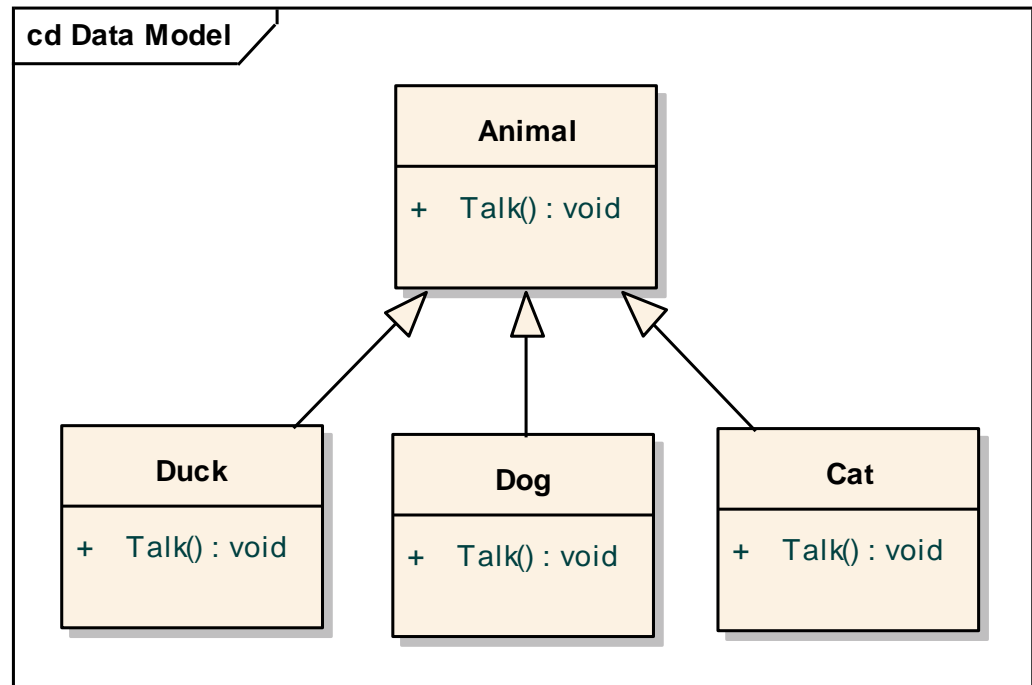 cd Data Model
Animal
+ Talk() : void
Duck
+ Talk() : void
Dog
+ Talk() : void
Cat
+ Talk() : void